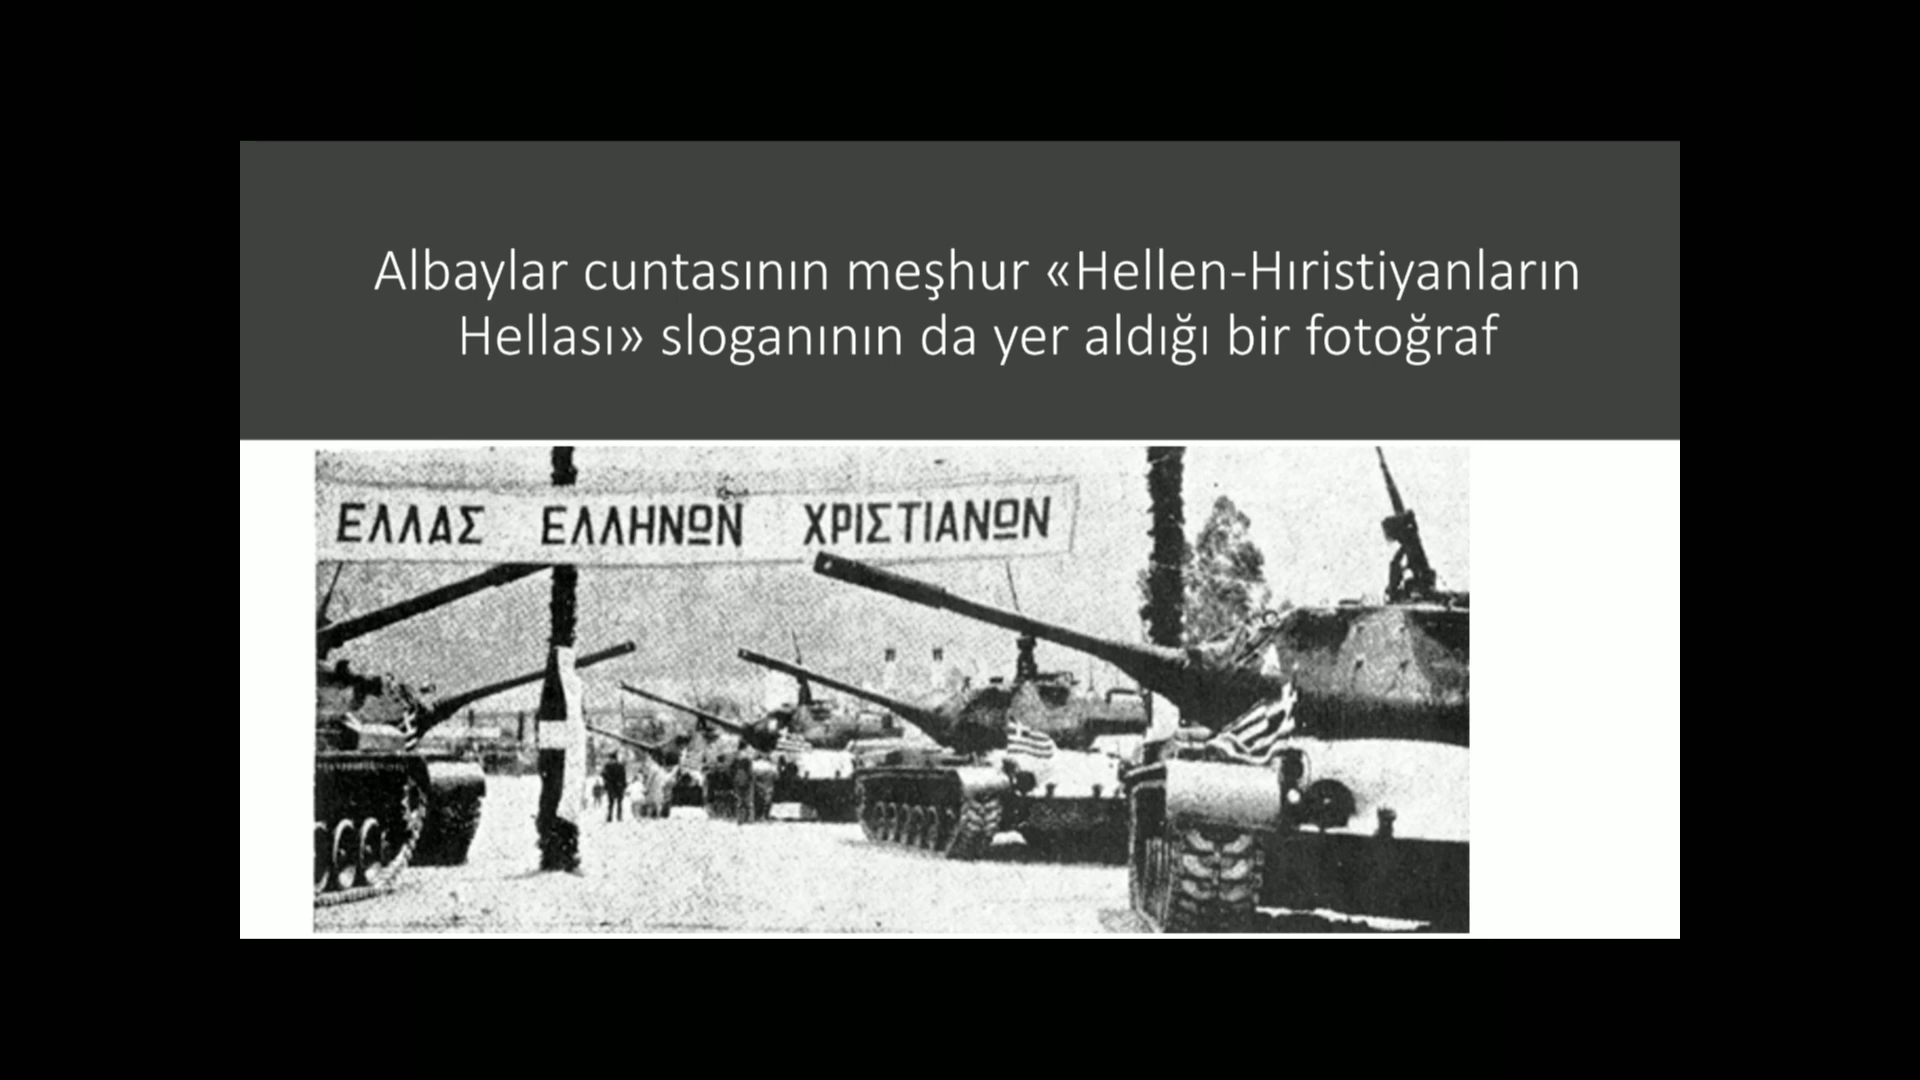 Albaylar cuntasının meşhur «Hellen-Hıristiyanların
Hellası» sloganının da yer aldığı bir fotoğraf
ΕΛΛΑΣ ΕΛΛΗΝΩΝ ΧΡΙΣΤΙΑΝΩΝ